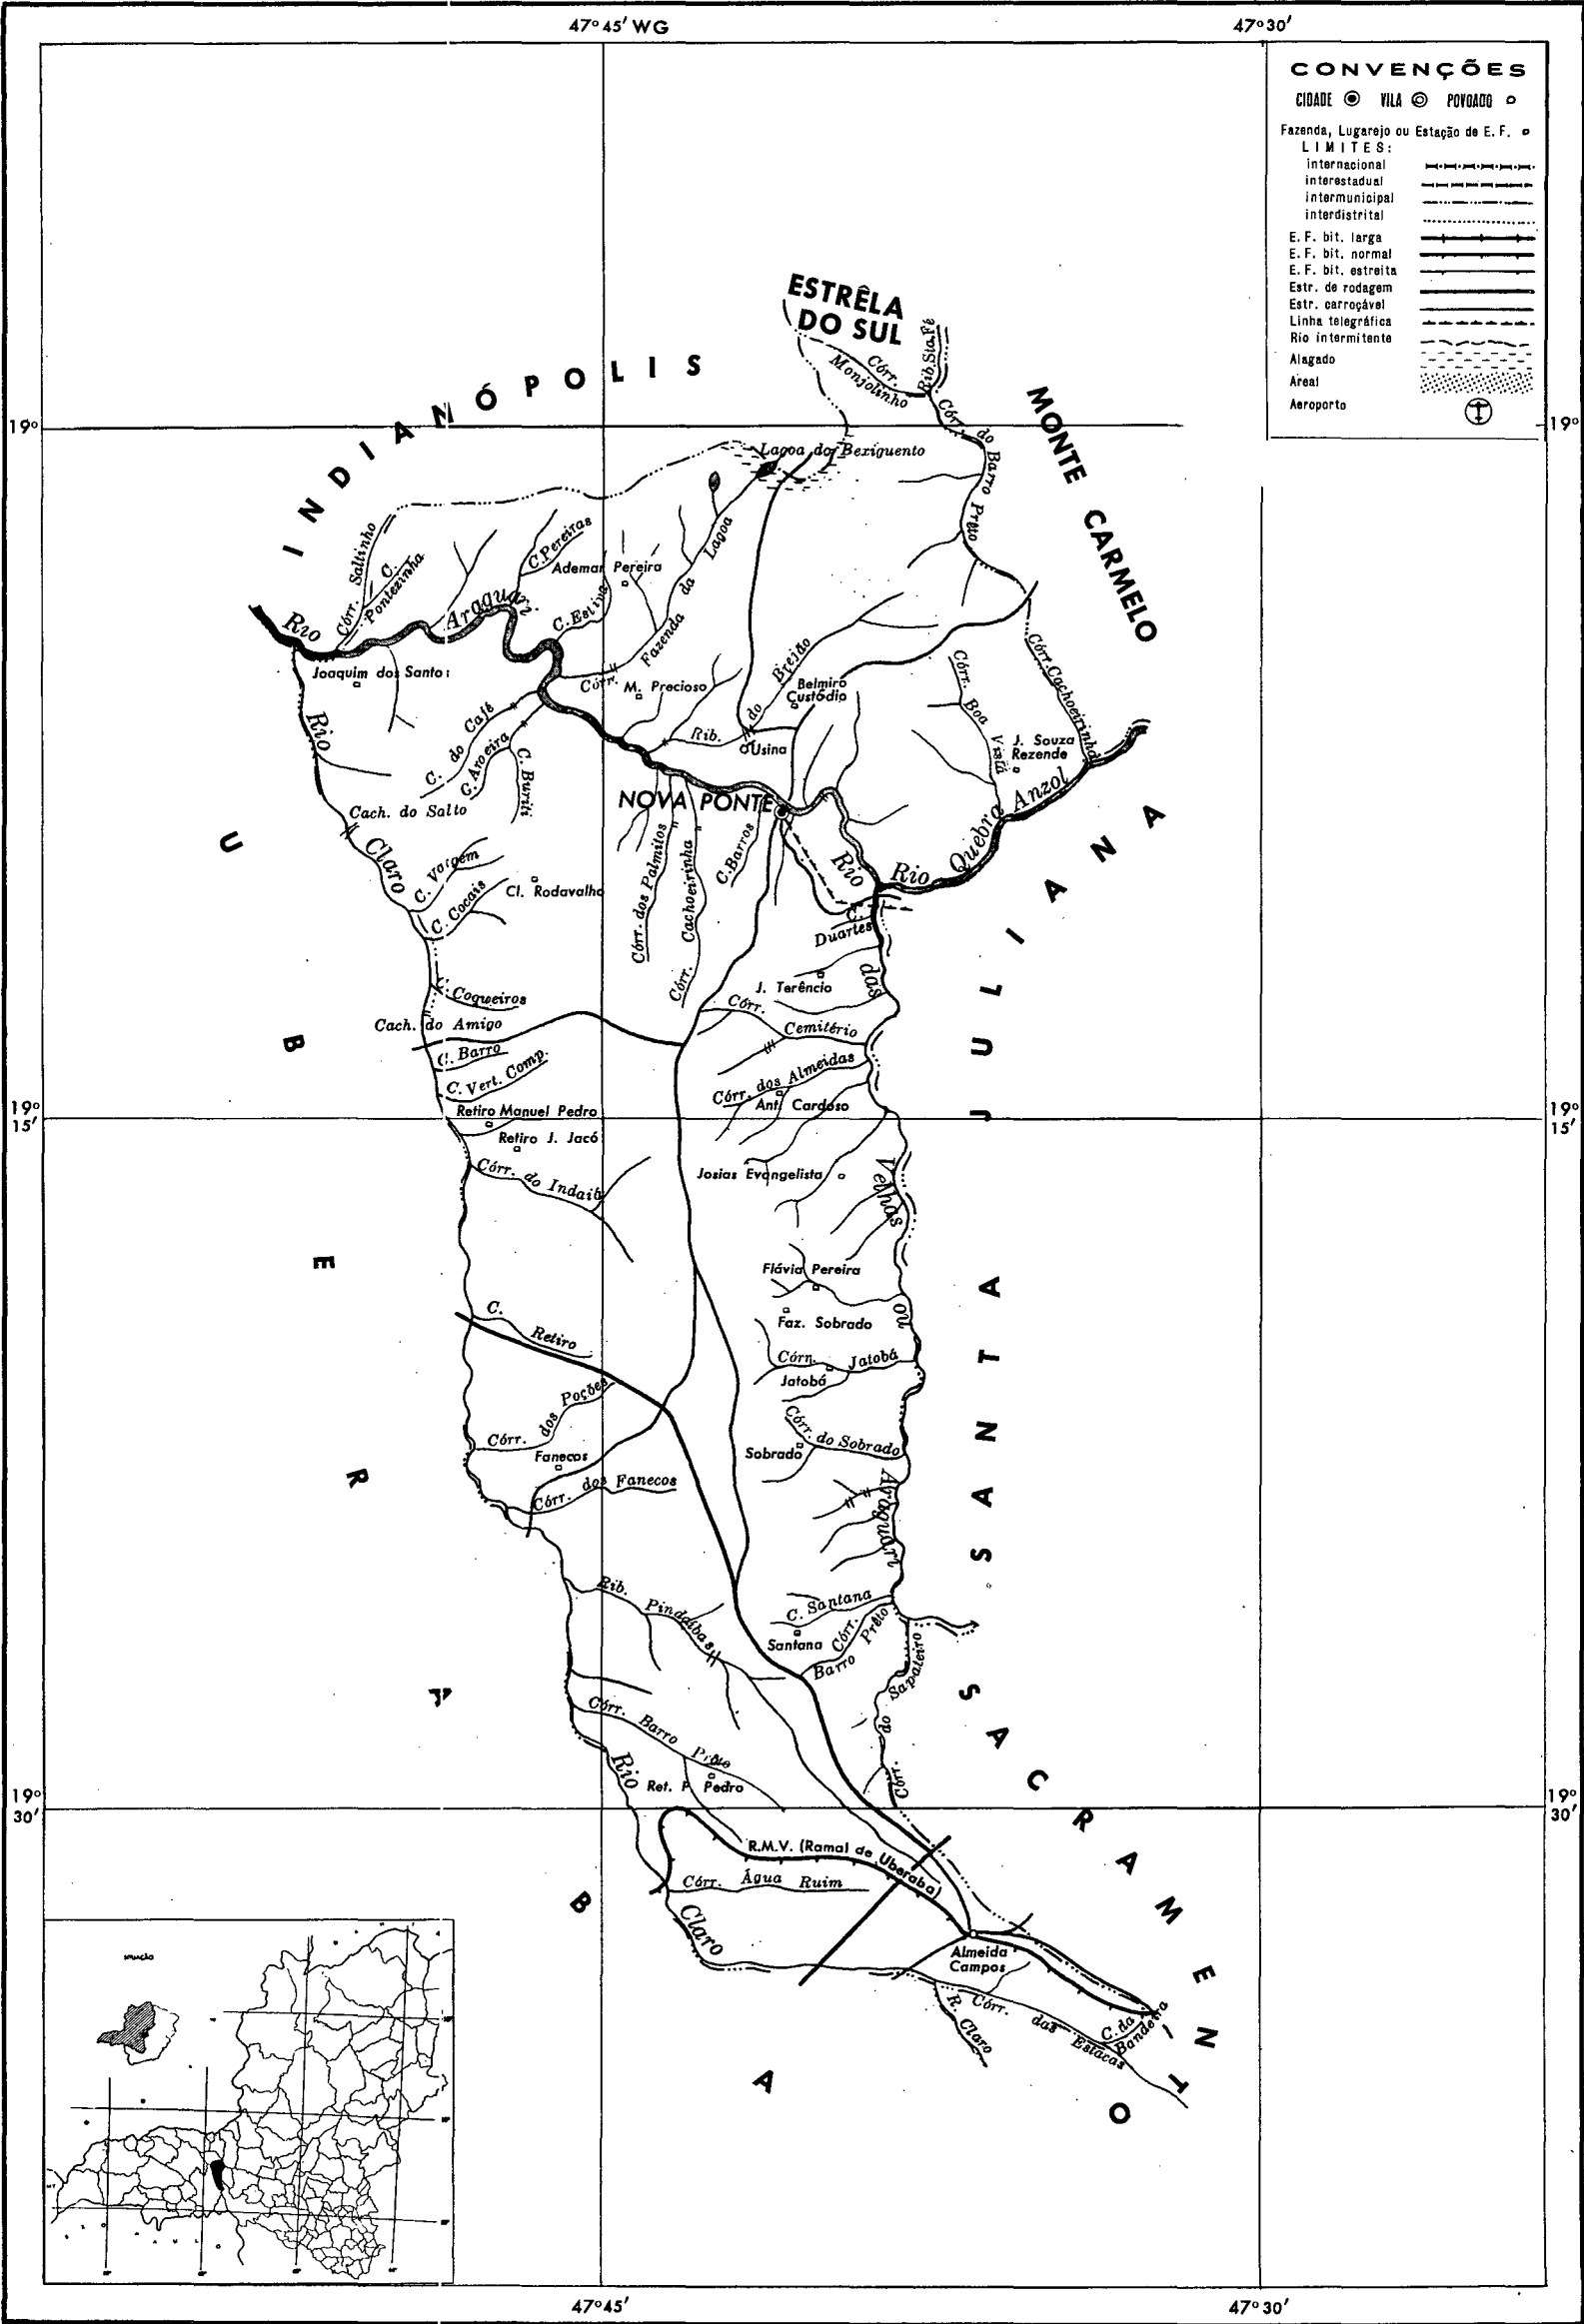 47°45′ WG
47°30′
CONVENÇÕES
CIDADE VILA POVOADO
Fazenda, Lugarejo ou Estação de E. F.
LIMITES:
internacional
interestadual
intermunicipal
interdistrital
E. F. bit. larga
E. F. bit. normal
E. F. bit. estreita
Estr. de rodagem
Estr. carroçável
Linha telegráfica
Rio intermitente
Alagado
Areal
Aeroporto
ESTRÊLA
DO SUL
Rib. Sta. Fé
Córr.
Monjolinho
INDIANÓPOLIS
MONTE CARMELO
19°
19°
Córr. do Barro Prêto
Lagoa do Bexiguento
Córr. Saltinho
C.
Pontezinha
C. Pereiras
Ademar Pereira
Córr. Fazenda da Lagoa
C. Estiva
Rio Araguari
Joaquim dos Santos
M. Precioso
Rib. do Brejão
Belmiro
Custódio
Córr. Boa Vista
Córr. Cachoeirinha
J. Souza
Rezende
Usina
Rio Claro
C. do Café
C. Aroeira
C. Buriti
Cach. do Salto
NOVA PONTE
Rio Quebra Anzol
C. Vargem
C. Cocais
Cl. Rodavalho
Córr. dos Palmitos
Córr. Cachoeirinha
C. Barros
C.
Duartes
Rio das Velhas ou Araguari
J. Terêncio
C. Coqueiros
Cach. do Amigo
C. Barro
C. Vert. Comp.
Córr. Cemitério
Córr. dos Almeidas
Ant. Cardoso
19°
15′
19°
15′
Retiro Manuel Pedro
Retiro J. Jacó
Córr. do Indaiá
Josias Evangelista
Flávia Pereira
Faz. Sobrado
C. Retiro
Córr. Jatobá
Jatobá
Córr. dos Poções
Fanecos
Córr. dos Fanecos
Córr. do Sobrado
Sobrado
Rib. Pindaíbas
C. Santana
Santana
Córr.
Barro Prêto
Córr. do Sapateiro
Córr. Barro Prêto
Ret. P. Pedro
Rio Claro
19°
30′
19°
30′
R.M.V. (Ramal de Uberaba)
Córr. Água Ruim
Almeida
Campos
R. Claro
Córr. das Estacas
C. da
Bandeira
UBERABA
SANTA JULIANA
SACRAMENTO
SITUAÇÃO
47°45′
47°30′